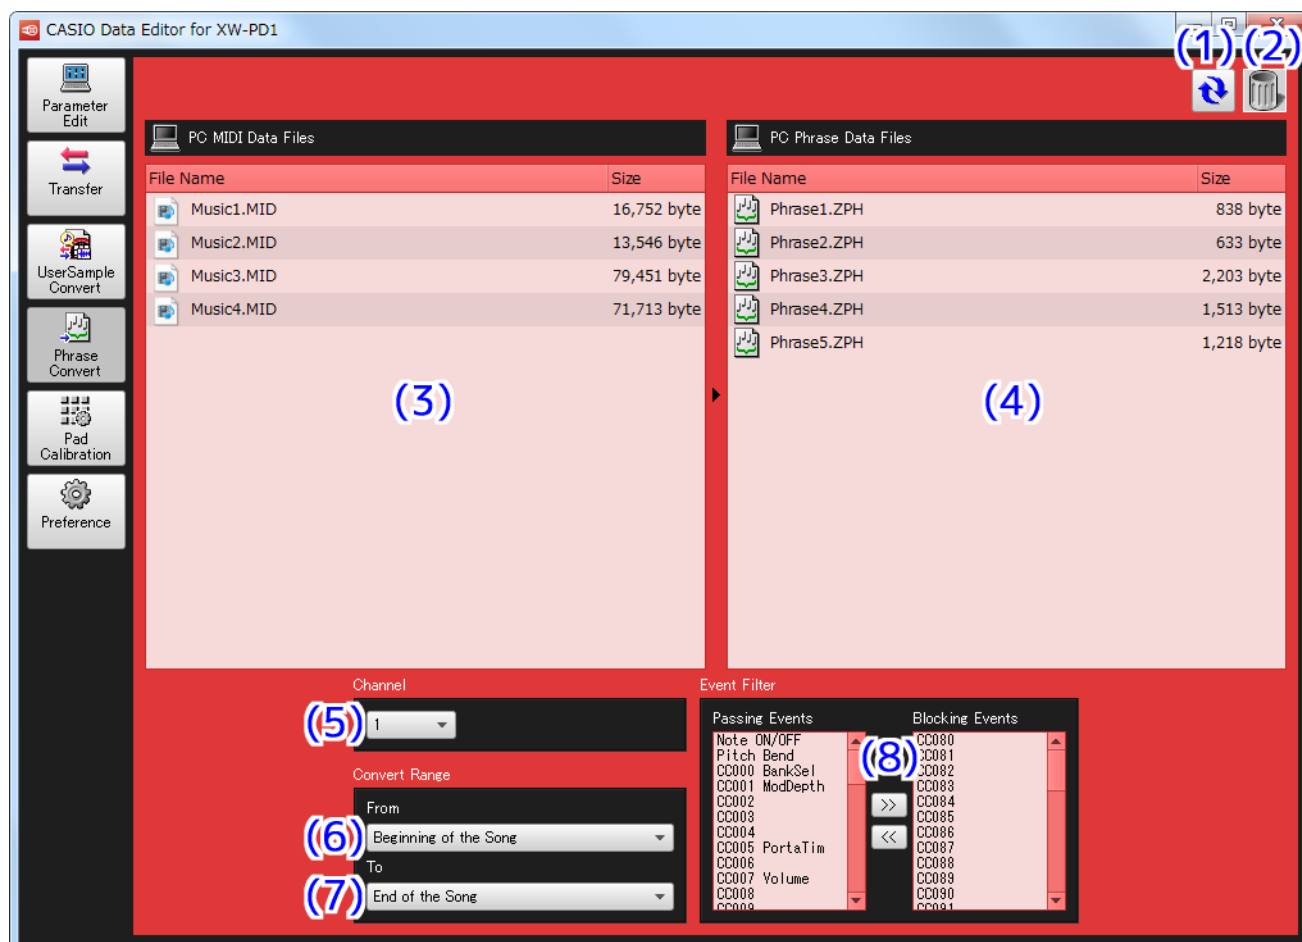 CASIO Data Editor for XW-PD1
(1)
(2)
Parameter
Edit
Transfer
UserSample
Convert
Phrase
Convert
Pad
Calibration
Preference
PC MIDI Data Files
File Name Size
Music1.MID 16,752 byte
Music2.MID 13,546 byte
Music3.MID 79,451 byte
Music4.MID 71,713 byte
(3)
PC Phrase Data Files
File Name Size
Phrase1.ZPH 838 byte
Phrase2.ZPH 633 byte
Phrase3.ZPH 2,203 byte
Phrase4.ZPH 1,513 byte
Phrase5.ZPH 1,218 byte
(4)
Channel
(5) 1
Convert Range
From
(6) Beginning of the Song
To
(7) End of the Song
Event Filter
Passing Events
Note ON/OFF
Pitch Bend
CC000 BankSel
CC001 ModDepth
CC002
CC003
CC004
CC005 PortaTim
CC006
CC007 Volume
CC008
CC009
(8)
>>
<<
Blocking Events
CC080
CC081
CC082
CC083
CC084
CC085
CC086
CC087
CC088
CC089
CC090
CC091